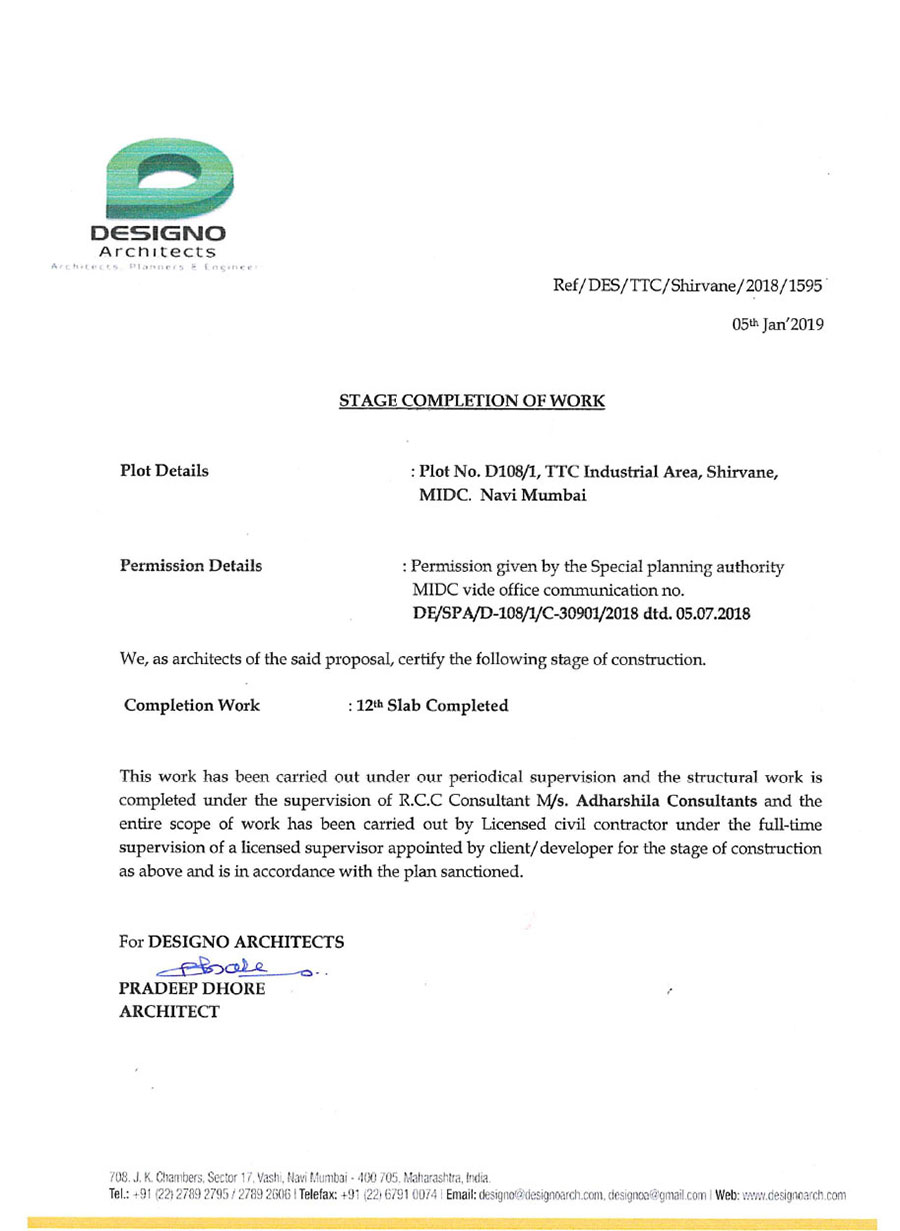 DESIGNO
Architects
Architects, Planners & Engineer
Ref/DES/TTC/Shirvane/2018/1595
05th Jan'2019
STAGE COMPLETION OF WORK
Plot Details : Plot No. D108/1, TTC Industrial Area, Shirvane,
MIDC. Navi Mumbai
Permission Details : Permission given by the Special planning authority
MIDC vide office communication no.
DE/SPA/D-108/1/C-30901/2018 dtd. 05.07.2018
We, as architects of the said proposal, certify the following stage of construction.
Completion Work : 12th Slab Completed
This work has been carried out under our periodical supervision and the structural work is
completed under the supervision of R.C.C Consultant M/s. Adharshila Consultants and the
entire scope of work has been carried out by Licensed civil contractor under the full-time
supervision of a licensed supervisor appointed by client/developer for the stage of construction
as above and is in accordance with the plan sanctioned.
For DESIGNO ARCHITECTS
PRADEEP DHORE
ARCHITECT
708, J. K. Chambers, Sector 17, Vashi, Navi Mumbai - 400 705, Maharashtra, India.
Tel.: +91 (22) 2789 2795 / 2789 2606 | Telefax: +91 (22) 6791 0074 | Email: designo@designoarch.com, designoa@gmail.com | Web: www.designoarch.com